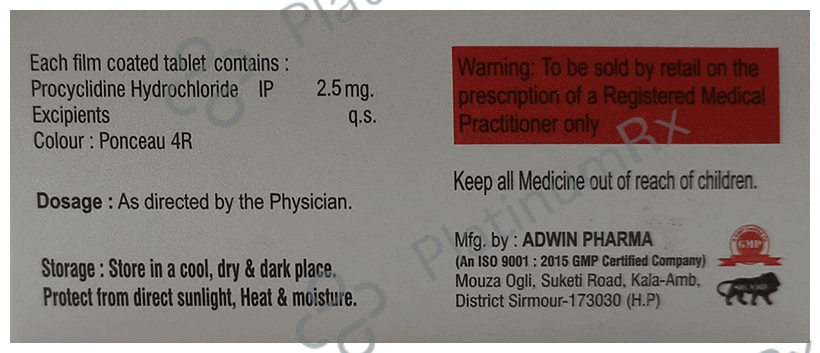 Each film coated tablet contains :
Procyclidine Hydrochloride IP 2.5 mg.
Excipients q.s.
Colour : Ponceau 4R
Dosage : As directed by the Physician.
Storage : Store in a cool, dry & dark place.
Protect from direct sunlight, Heat & moisture.
Warning: To be sold by retail on the
prescription of a Registered Medical
Practitioner only
Keep all Medicine out of reach of children.
Mfg. by : ADWIN PHARMA
(An ISO 9001 : 2015 GMP Certified Company)
Mouza Ogli, Suketi Road, Kala-Amb,
District Sirmour-173030 (H.P)
GMP
PlatinumRx